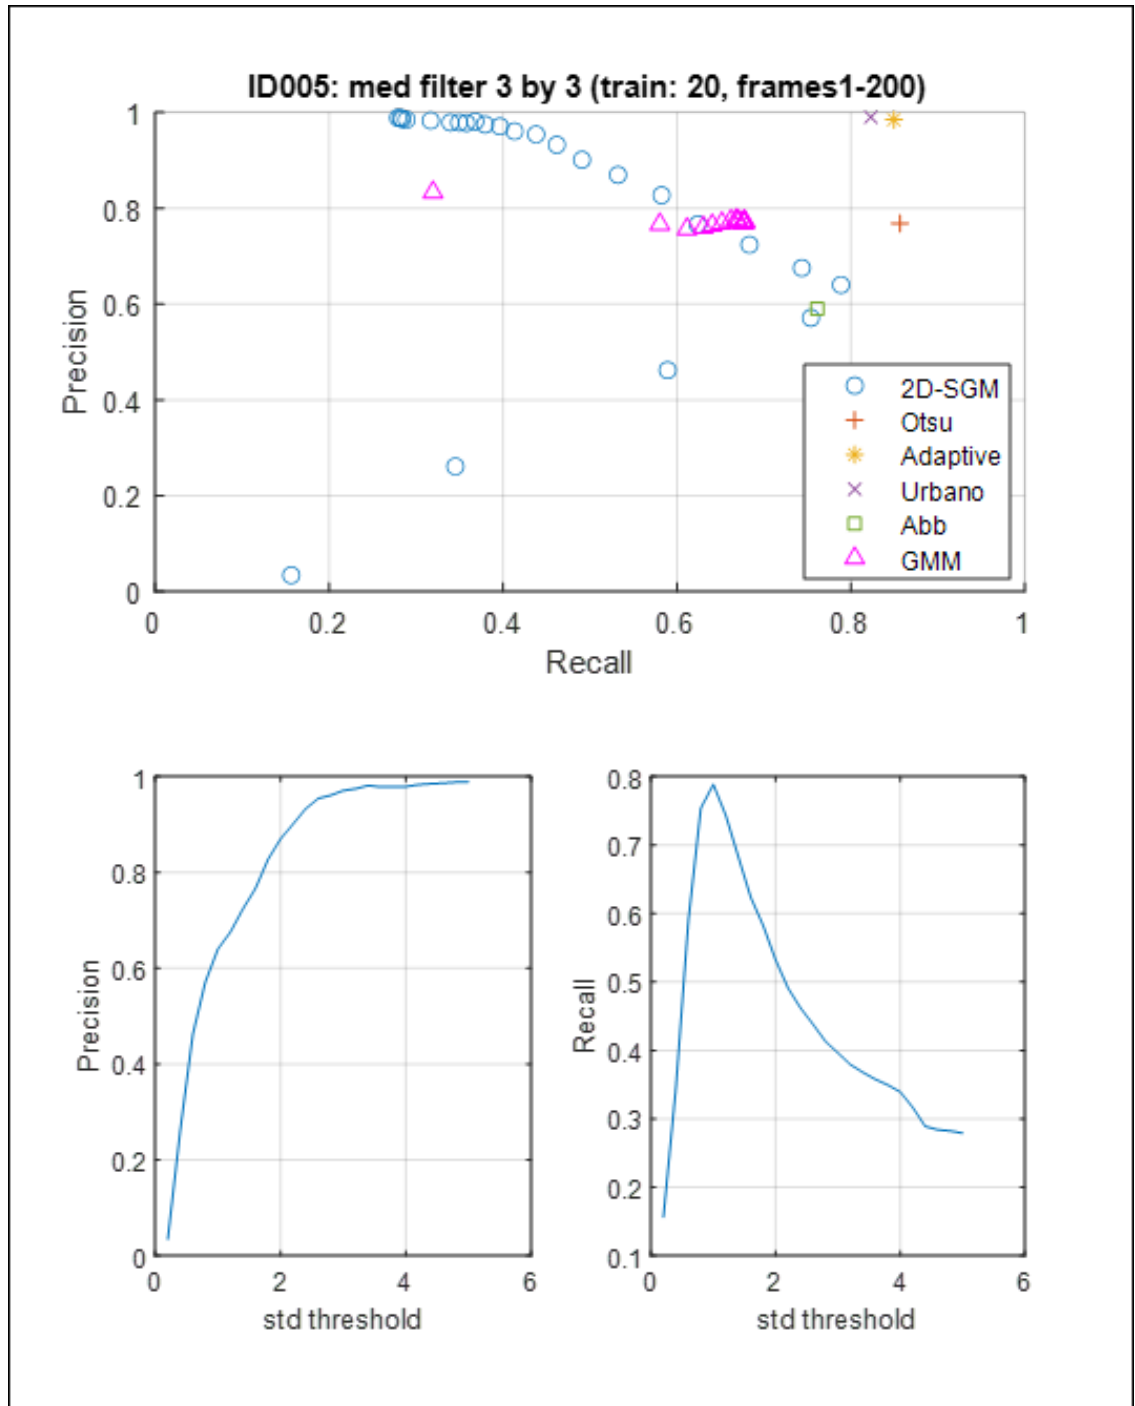 ID005: med filter 3 by 3 (train: 20, frames1-200)
1
0.8
0.6
0.4
0.2
0
Precision
0 0.2 0.4 0.6 0.8 1
Recall
2D-SGM
Otsu
Adaptive
Urbano
Abb
GMM
1
0.8
0.6
0.4
0.2
0
Precision
0 2 4 6
std threshold
0.8
0.7
0.6
0.5
0.4
0.3
0.2
0.1
Recall
0 2 4 6
std threshold